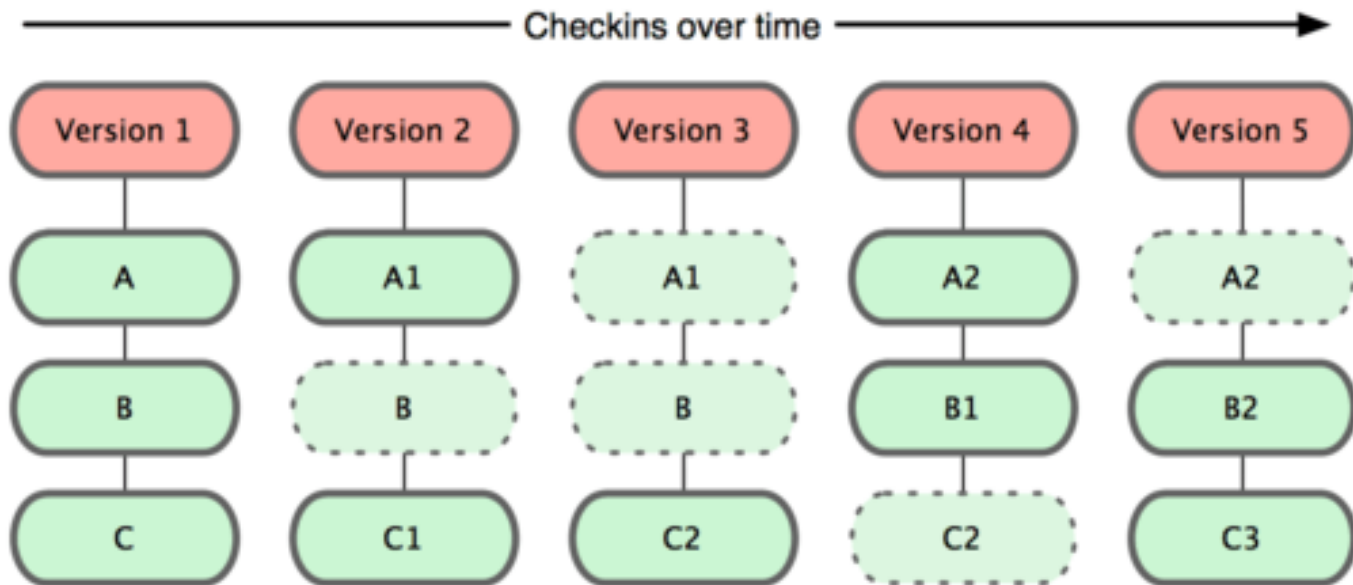 Checkins over time
Version 1 Version 2 Version 3 Version 4 Version 5
A A1 A1 A2 A2
B B B B1 B2
C C1 C2 C2 C3